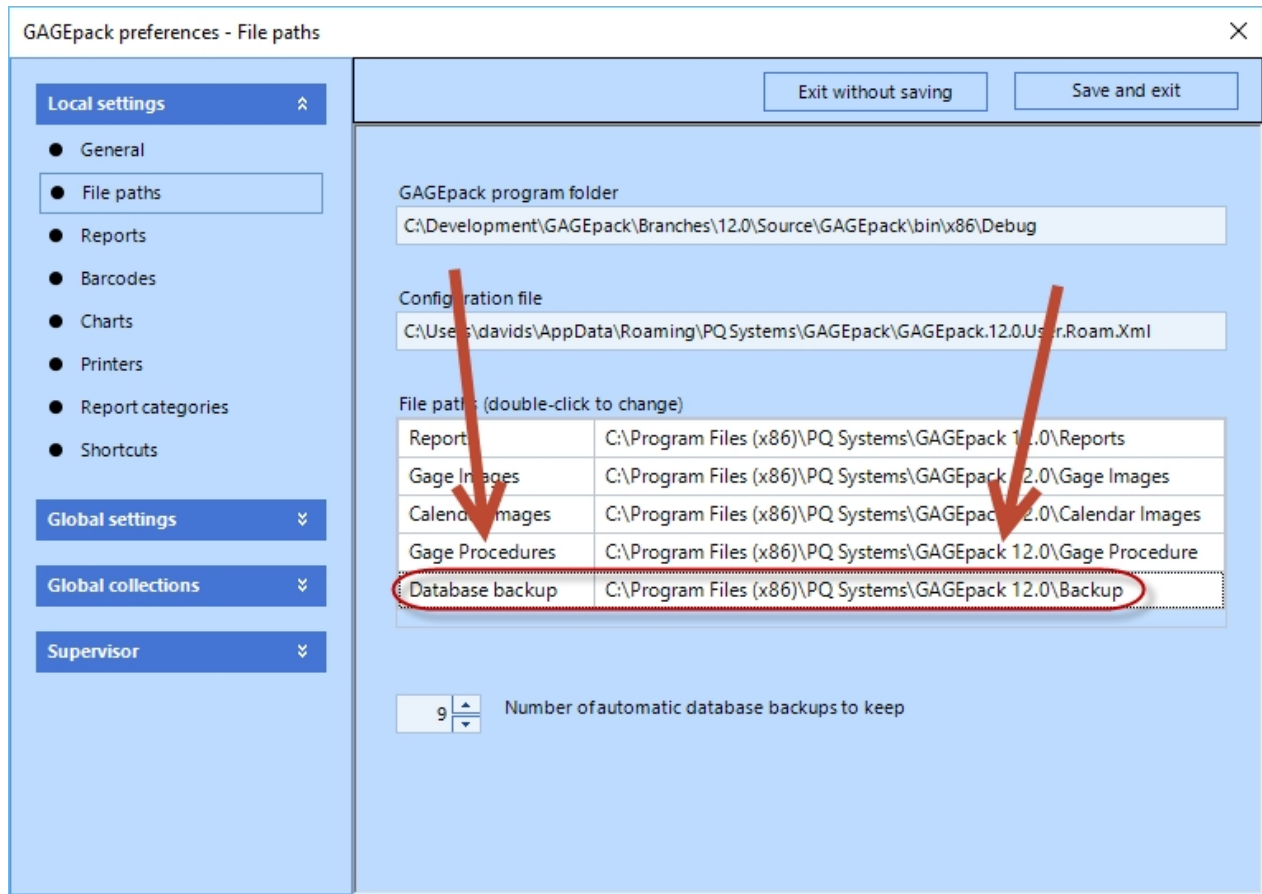 GAGEpack preferences - File paths
Exit without saving
Save and exit
Local settings
General
File paths
Reports
Barcodes
Charts
Printers
Report categories
Shortcuts
Global settings
Global collections
Supervisor
GAGEpack program folder
C:\Development\GAGEpack\Branches\12.0\Source\GAGEpack\bin\x86\Debug
Configuration file
C:\Users\davids\AppData\Roaming\PQ Systems\GAGEpack\GAGEpack.12.0.User.Roam.Xml
File paths (double-click to change)
Reports C:\Program Files (x86)\PQ Systems\GAGEpack 12.0\Reports
Gage Images C:\Program Files (x86)\PQ Systems\GAGEpack 12.0\Gage Images
Calendar Images C:\Program Files (x86)\PQ Systems\GAGEpack 12.0\Calendar Images
Gage Procedures C:\Program Files (x86)\PQ Systems\GAGEpack 12.0\Gage Procedure
Database backup C:\Program Files (x86)\PQ Systems\GAGEpack 12.0\Backup
9 Number of automatic database backups to keep